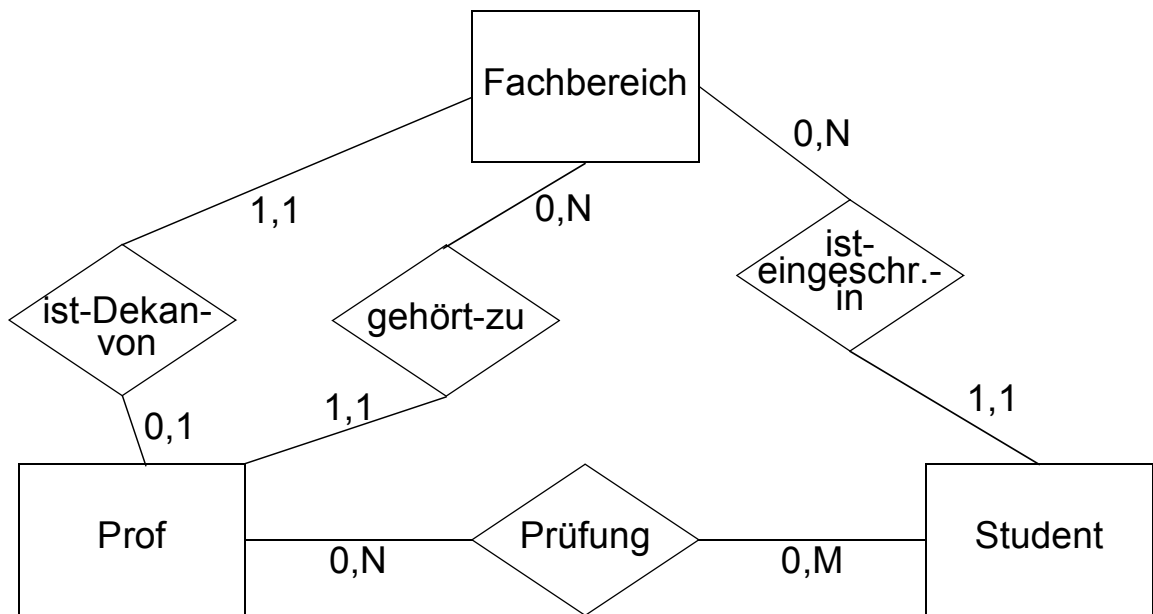 Fachbereich
0,N
1,1
0,N
ist-
eingeschr.-
in
ist-Dekan-
von
gehört-zu
1,1
0,1
1,1
Prof
0,N
Prüfung
0,M
Student